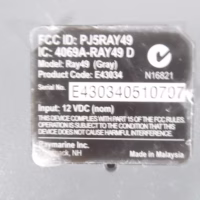 FCC ID: PJ5RAY49
IC: 4069A-RAY49 D
Model: Ray49 (Gray)
Product Code: E43034
N16821
Serial No. E430340510707
Input: 12 VDC (nom)
THIS DEVICE COMPLIES WITH PART 15 OF THE FCC RULES.
OPERATION IS SUBJECT TO THE CONDITION THAT THIS
DEVICE DOES NOT CAUSE HARMFUL INTERFERENCE.
Raymarine Inc.
NH
Made in Malaysia